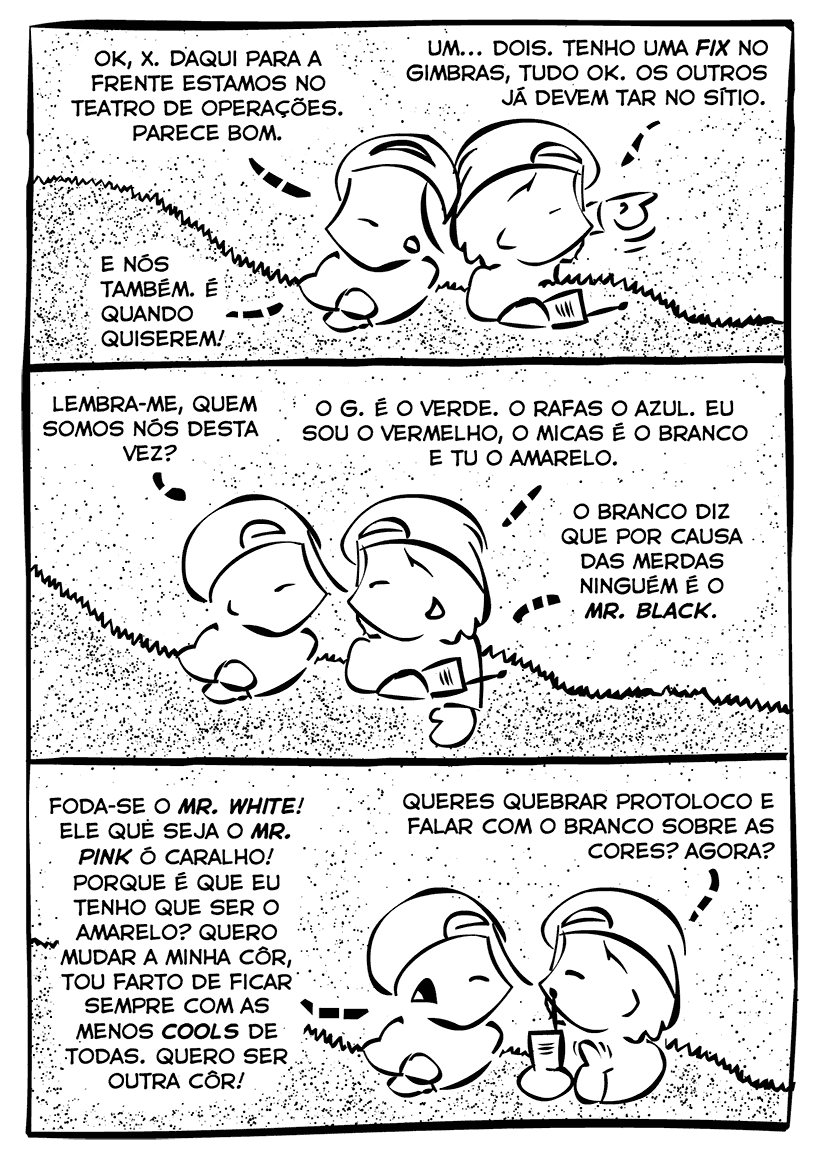 OK, X. DAQUI PARA A
FRENTE ESTAMOS NO
TEATRO DE OPERAÇÕES.
PARECE BOM.
UM... DOIS. TENHO UMA FIX NO
GIMBRAS, TUDO OK. OS OUTROS
JÁ DEVEM TAR NO SÍTIO.
E NÓS
TAMBÉM. É
QUANDO
QUISEREM!
LEMBRA-ME, QUEM
SOMOS NÓS DESTA
VEZ?
O G. É O VERDE. O RAFAS O AZUL. EU
SOU O VERMELHO, O MICAS É O BRANCO
E TU O AMARELO.
O BRANCO DIZ
QUE POR CAUSA
DAS MERDAS
NINGUÉM É O
MR. BLACK.
FODA-SE O MR. WHITE!
ELE QUE SEJA O MR.
PINK Ó CARALHO!
PORQUE É QUE EU
TENHO QUE SER O
AMARELO? QUERO
MUDAR A MINHA CÔR,
TOU FARTO DE FICAR
SEMPRE COM AS
MENOS COOLS DE
TODAS. QUERO SER
OUTRA CÔR!
QUERES QUEBRAR PROTOLOCO E
FALAR COM O BRANCO SOBRE AS
CORES? AGORA?